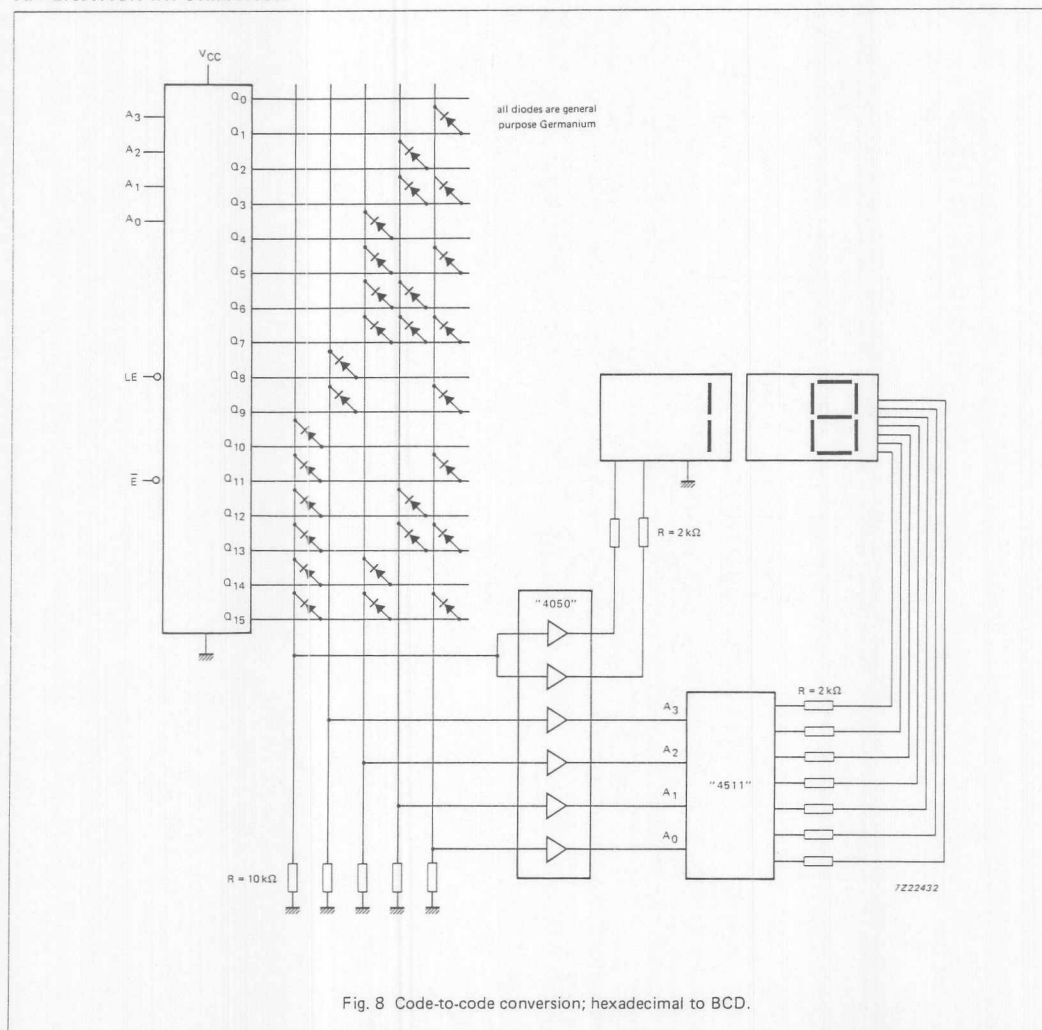 VCC
A3
A2
A1
A0
LE
E̅
Q0
Q1
Q2
Q3
Q4
Q5
Q6
Q7
Q8
Q9
Q10
Q11
Q12
Q13
Q14
Q15
all diodes are general
purpose Germanium
R = 2 kΩ
"4050"
R = 2 kΩ
A3
A2
A1
A0
"4511"
R = 10 kΩ
7Z22432
Fig. 8 Code-to-code conversion; hexadecimal to BCD.